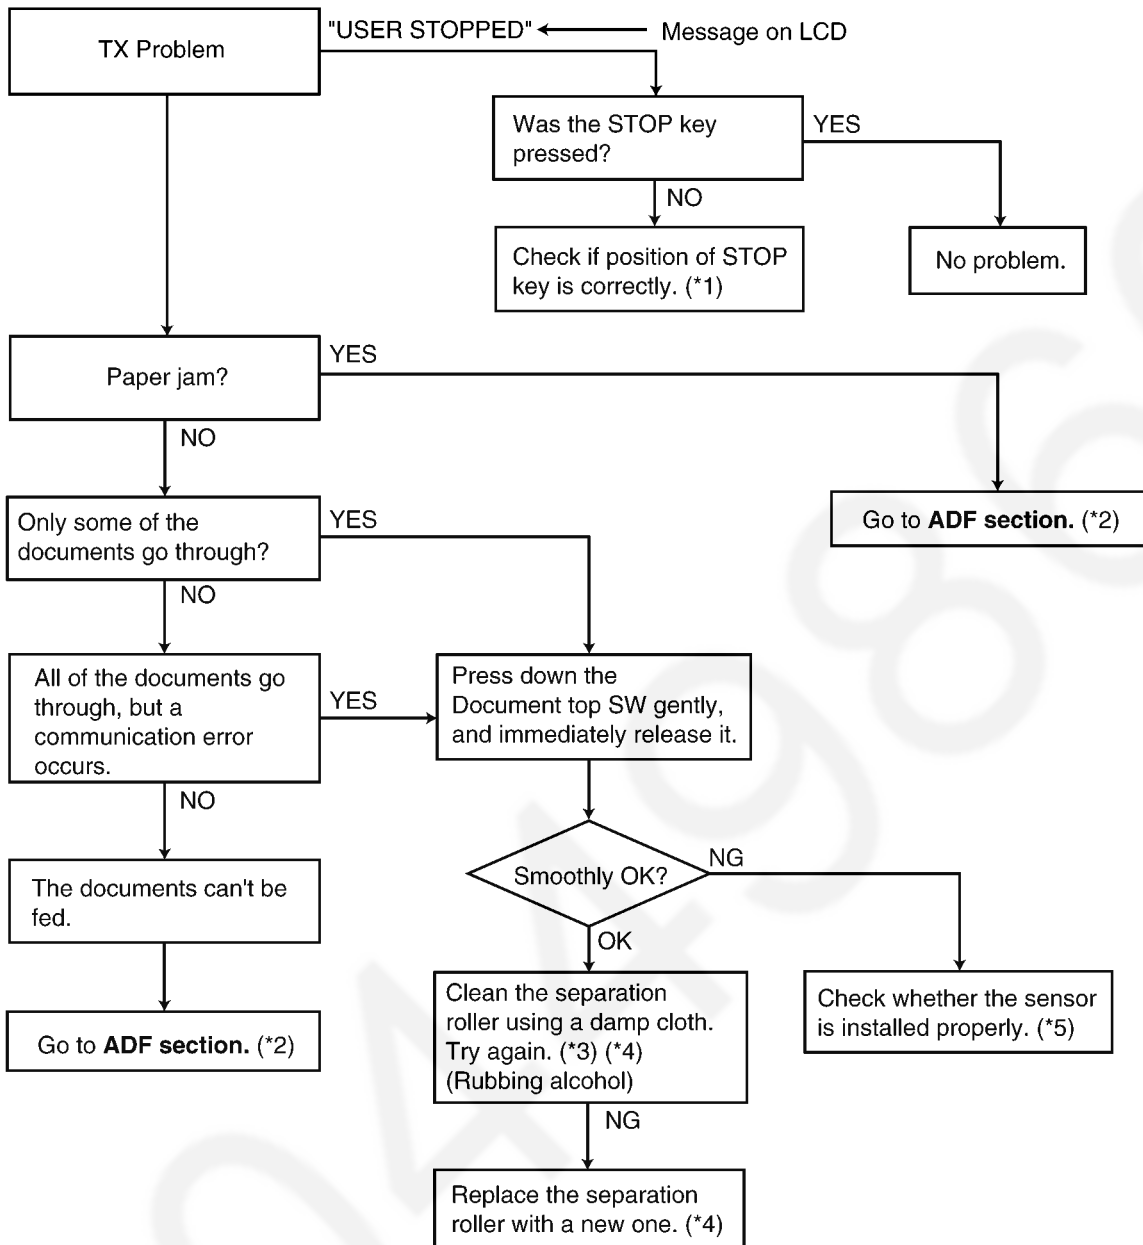 TX Problem
"USER STOPPED"
Message on LCD
Was the STOP key
pressed?
YES
NO
Check if position of STOP
key is correctly. (*1)
No problem.
Paper jam?
YES
NO
Only some of the
documents go through?
YES
Go to ADF section. (*2)
NO
All of the documents go
through, but a
communication error
occurs.
YES
Press down the
Document top SW gently,
and immediately release it.
NO
The documents can't be
fed.
Smoothly OK?
NG
OK
Go to ADF section. (*2)
Clean the separation
roller using a damp cloth.
Try again. (*3) (*4)
(Rubbing alcohol)
Check whether the sensor
is installed properly. (*5)
NG
Replace the separation
roller with a new one. (*4)